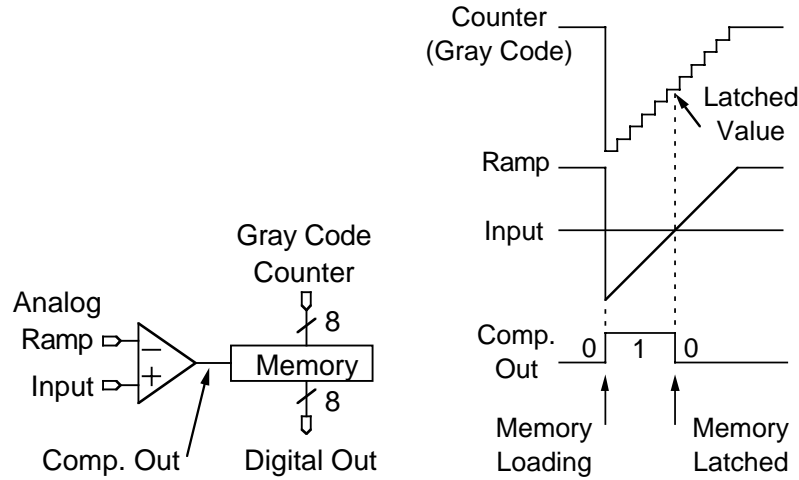 Gray Code
Counter
Analog
Ramp
8
−
+
Memory
Input
8
Comp. Out
Digital Out
Counter
(Gray Code)
Latched
Value
Ramp
Input
Comp.
Out
0
1
0
Memory
Loading
Memory
Latched